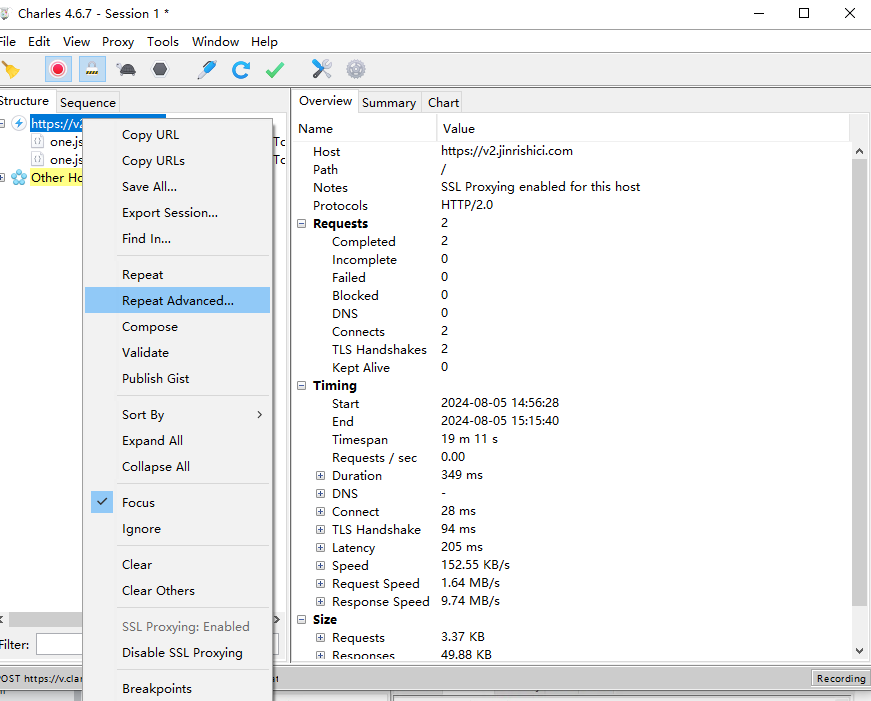 Charles 4.6.7 - Session 1 *
File Edit View Proxy Tools Window Help
Structure Sequence
https://v2
one.js
one.js
Other Ho
To
To
Copy URL
Copy URLs
Save All...
Export Session...
Find In...
Repeat
Repeat Advanced...
Compose
Validate
Publish Gist
Sort By
Expand All
Collapse All
Focus
Ignore
Clear
Clear Others
SSL Proxying: Enabled
Disable SSL Proxying
Breakpoints
Overview Summary Chart
Name Value
Host https://v2.jinrishici.com
Path /
Notes SSL Proxying enabled for this host
Protocols HTTP/2.0
Requests 2
Completed 2
Incomplete 0
Failed 0
Blocked 0
DNS 0
Connects 2
TLS Handshakes 2
Kept Alive 0
Timing
Start 2024-08-05 14:56:28
End 2024-08-05 15:15:40
Timespan 19 m 11 s
Requests / sec 0.00
Duration 349 ms
DNS -
Connect 28 ms
TLS Handshake 94 ms
Latency 205 ms
Speed 152.55 KB/s
Request Speed 1.64 MB/s
Response Speed 9.74 MB/s
Size
Requests 3.37 KB
Responses 49.88 KB
Filter:
POST https://v.clar
Recording